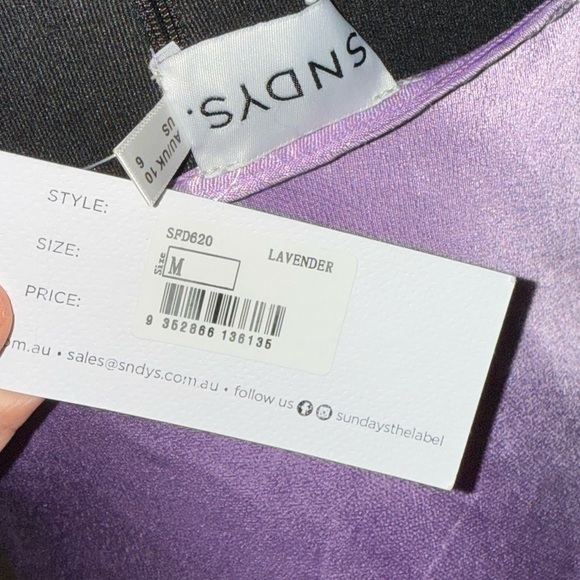 SNDYS.
AU/UK 10
US 6
STYLE:
SFD620 LAVENDER
SIZE:
Size M
PRICE:
9 352866 136135
om.au • sales@sndys.com.au • follow us sundaysthelabel